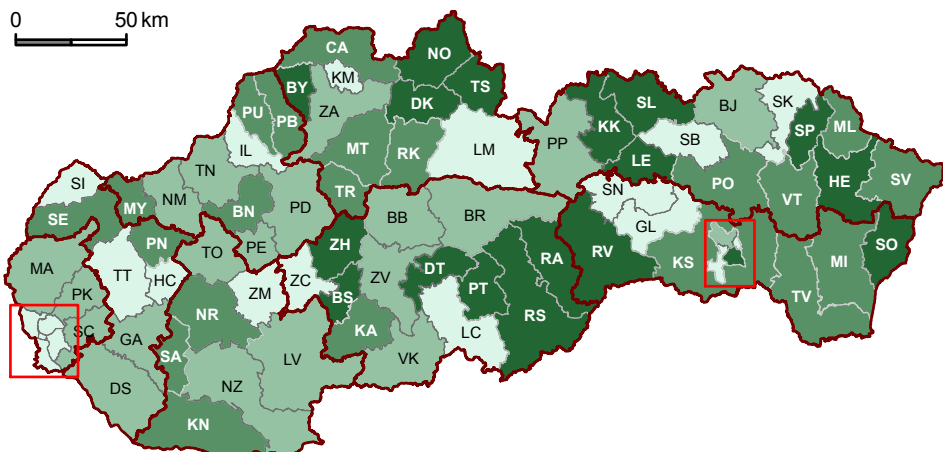 0 50 km
CA
NO
KM
BY
TS
PU
PB
ZA
DK
SL
BJ
SK
KK
SP
ML
IL
MT
RK
LM
PP
SB
LE
TN
HE
SI
TR
PO
VT
SV
NM
MY
BN
PD
SN
SE
BB
BR
GL
PN
TO
PE
ZH
RV
SO
MA
TT
HC
ZM
ZC
ZV
DT
RA
KS
MI
PK
BS
PT
TV
NR
SC
GA
KA
RS
LC
SA
LV
VK
DS
NZ
KN